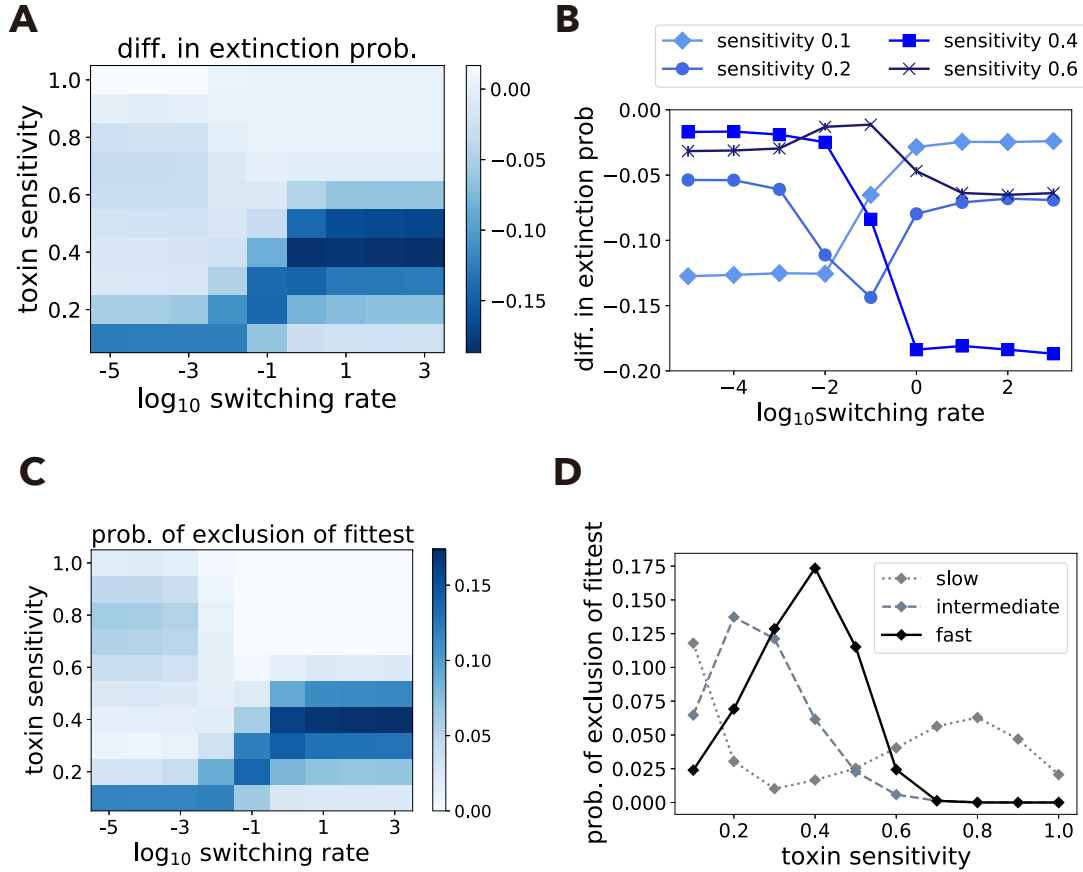 A
diff. in extinction prob.
1.0
0.8
0.6
0.4
0.2
toxin sensitivity
-5
-3
-1
1
3
log10 switching rate
0.00
−0.05
−0.10
−0.15
B
sensitivity 0.1
sensitivity 0.2
sensitivity 0.4
sensitivity 0.6
0.00
−0.05
−0.10
−0.15
−0.20
diff. in extinction prob
−4
−2
0
2
log10switching rate
C
prob. of exclusion of fittest
1.0
0.8
0.6
0.4
0.2
toxin sensitivity
-5
-3
-1
1
3
log10 switching rate
0.15
0.10
0.05
0.00
D
prob. of exclusion of fittest
0.175
0.150
0.125
0.100
0.075
0.050
0.025
0.000
slow
intermediate
fast
0.2
0.4
0.6
0.8
1.0
toxin sensitivity